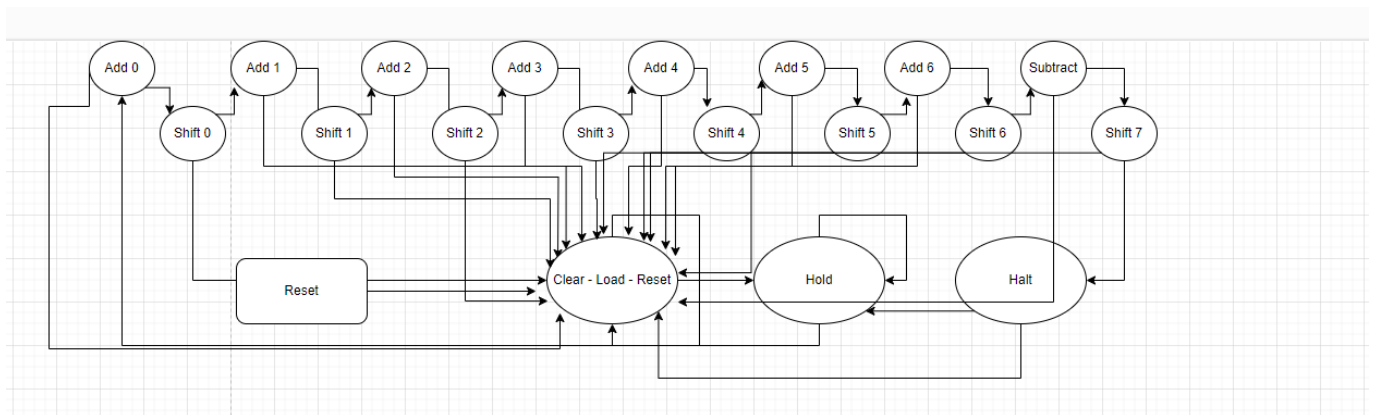 Add 0
Add 1
Add 2
Add 3
Add 4
Add 5
Add 6
Subtract
Shift 0
Shift 1
Shift 2
Shift 3
Shift 4
Shift 5
Shift 6
Shift 7
Reset
Clear - Load - Reset
Hold
Halt